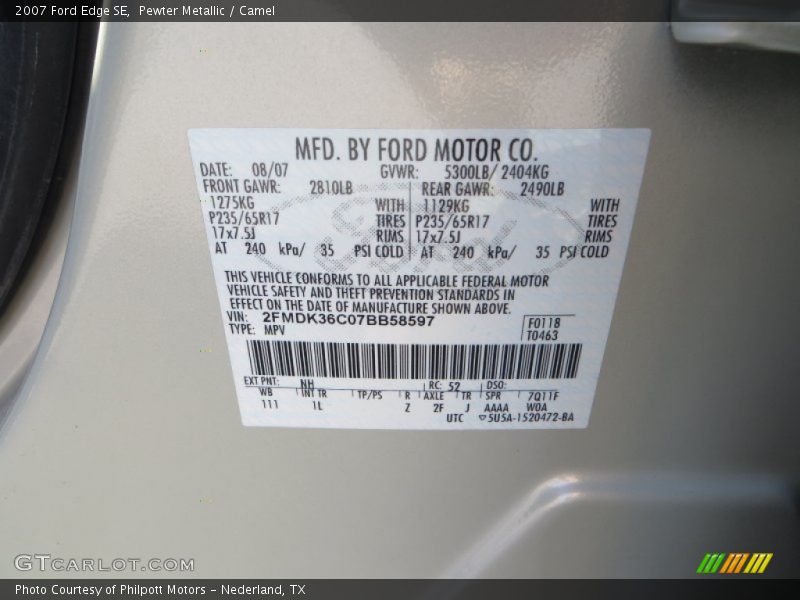 2007 Ford Edge SE, Pewter Metallic / Camel
MFD. BY FORD MOTOR CO.
DATE: 08/07 GVWR: 5300LB/ 2404KG
FRONT GAWR: 2810LB REAR GAWR: 2490LB
1275KG WITH 1129KG WITH
P235/65R17 TIRES P235/65R17 TIRES
17x7.5J RIMS 17x7.5J RIMS
AT 240 kPa/ 35 PSI COLD AT 240 kPa/ 35 PSI COLD
Ford
THIS VEHICLE CONFORMS TO ALL APPLICABLE FEDERAL MOTOR
VEHICLE SAFETY AND THEFT PREVENTION STANDARDS IN
EFFECT ON THE DATE OF MANUFACTURE SHOWN ABOVE.
VIN: 2FMDK36C07BB58597 F0118
TYPE: MPV T0463
EXT PNT: NH RC: 52 DSO:
WB INT TR TP/PS R AXLE TR SPR 7Q11F
111 1L Z 2F J AAAA W0A
UTC 5U5A-1520472-BA
GTCARLOT.COM
Photo Courtesy of Philpott Motors - Nederland, TX